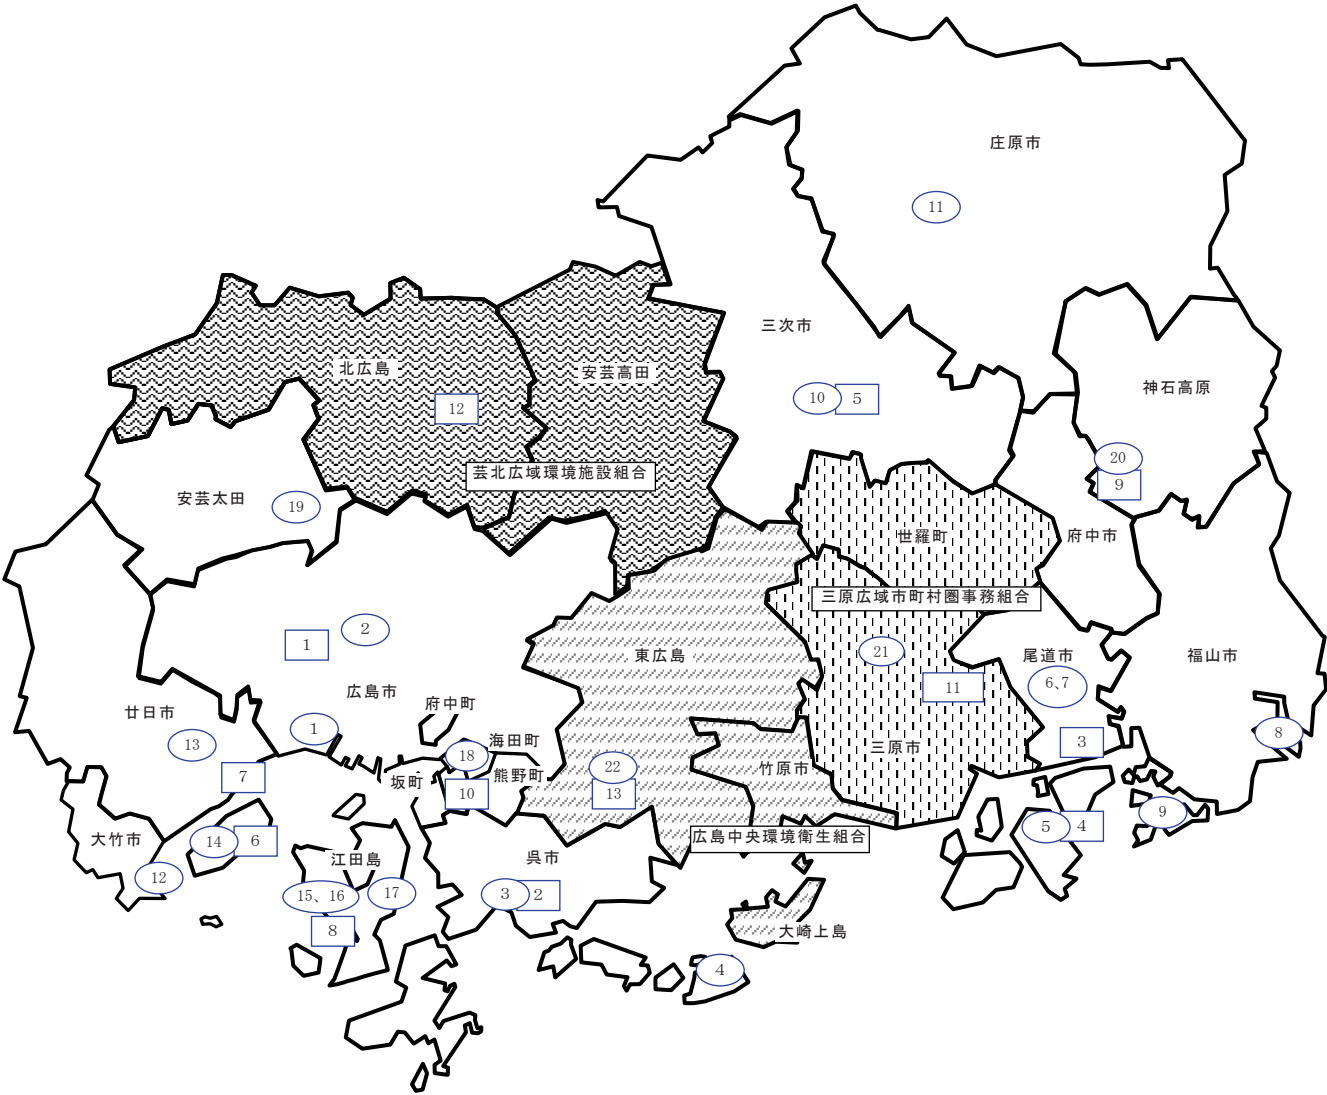 庄原市
11
三次市
北広島
安芸高田
神石高原
10
5
12
20
芸北広域環境施設組合
9
安芸太田
19
世羅町
府中市
三原広域市町村圏事務組合
2
1
21
東広島
尾道市
福山市
6、7
11
広島市
府中町
廿日市
1
8
13
海田町
3
三原市
18
熊野町
22
竹原市
7
坂町
10
13
9
5
4
大竹市
14
6
広島中央環境衛生組合
江田島
呉市
12
15、16
17
3
2
8
大崎上島
4